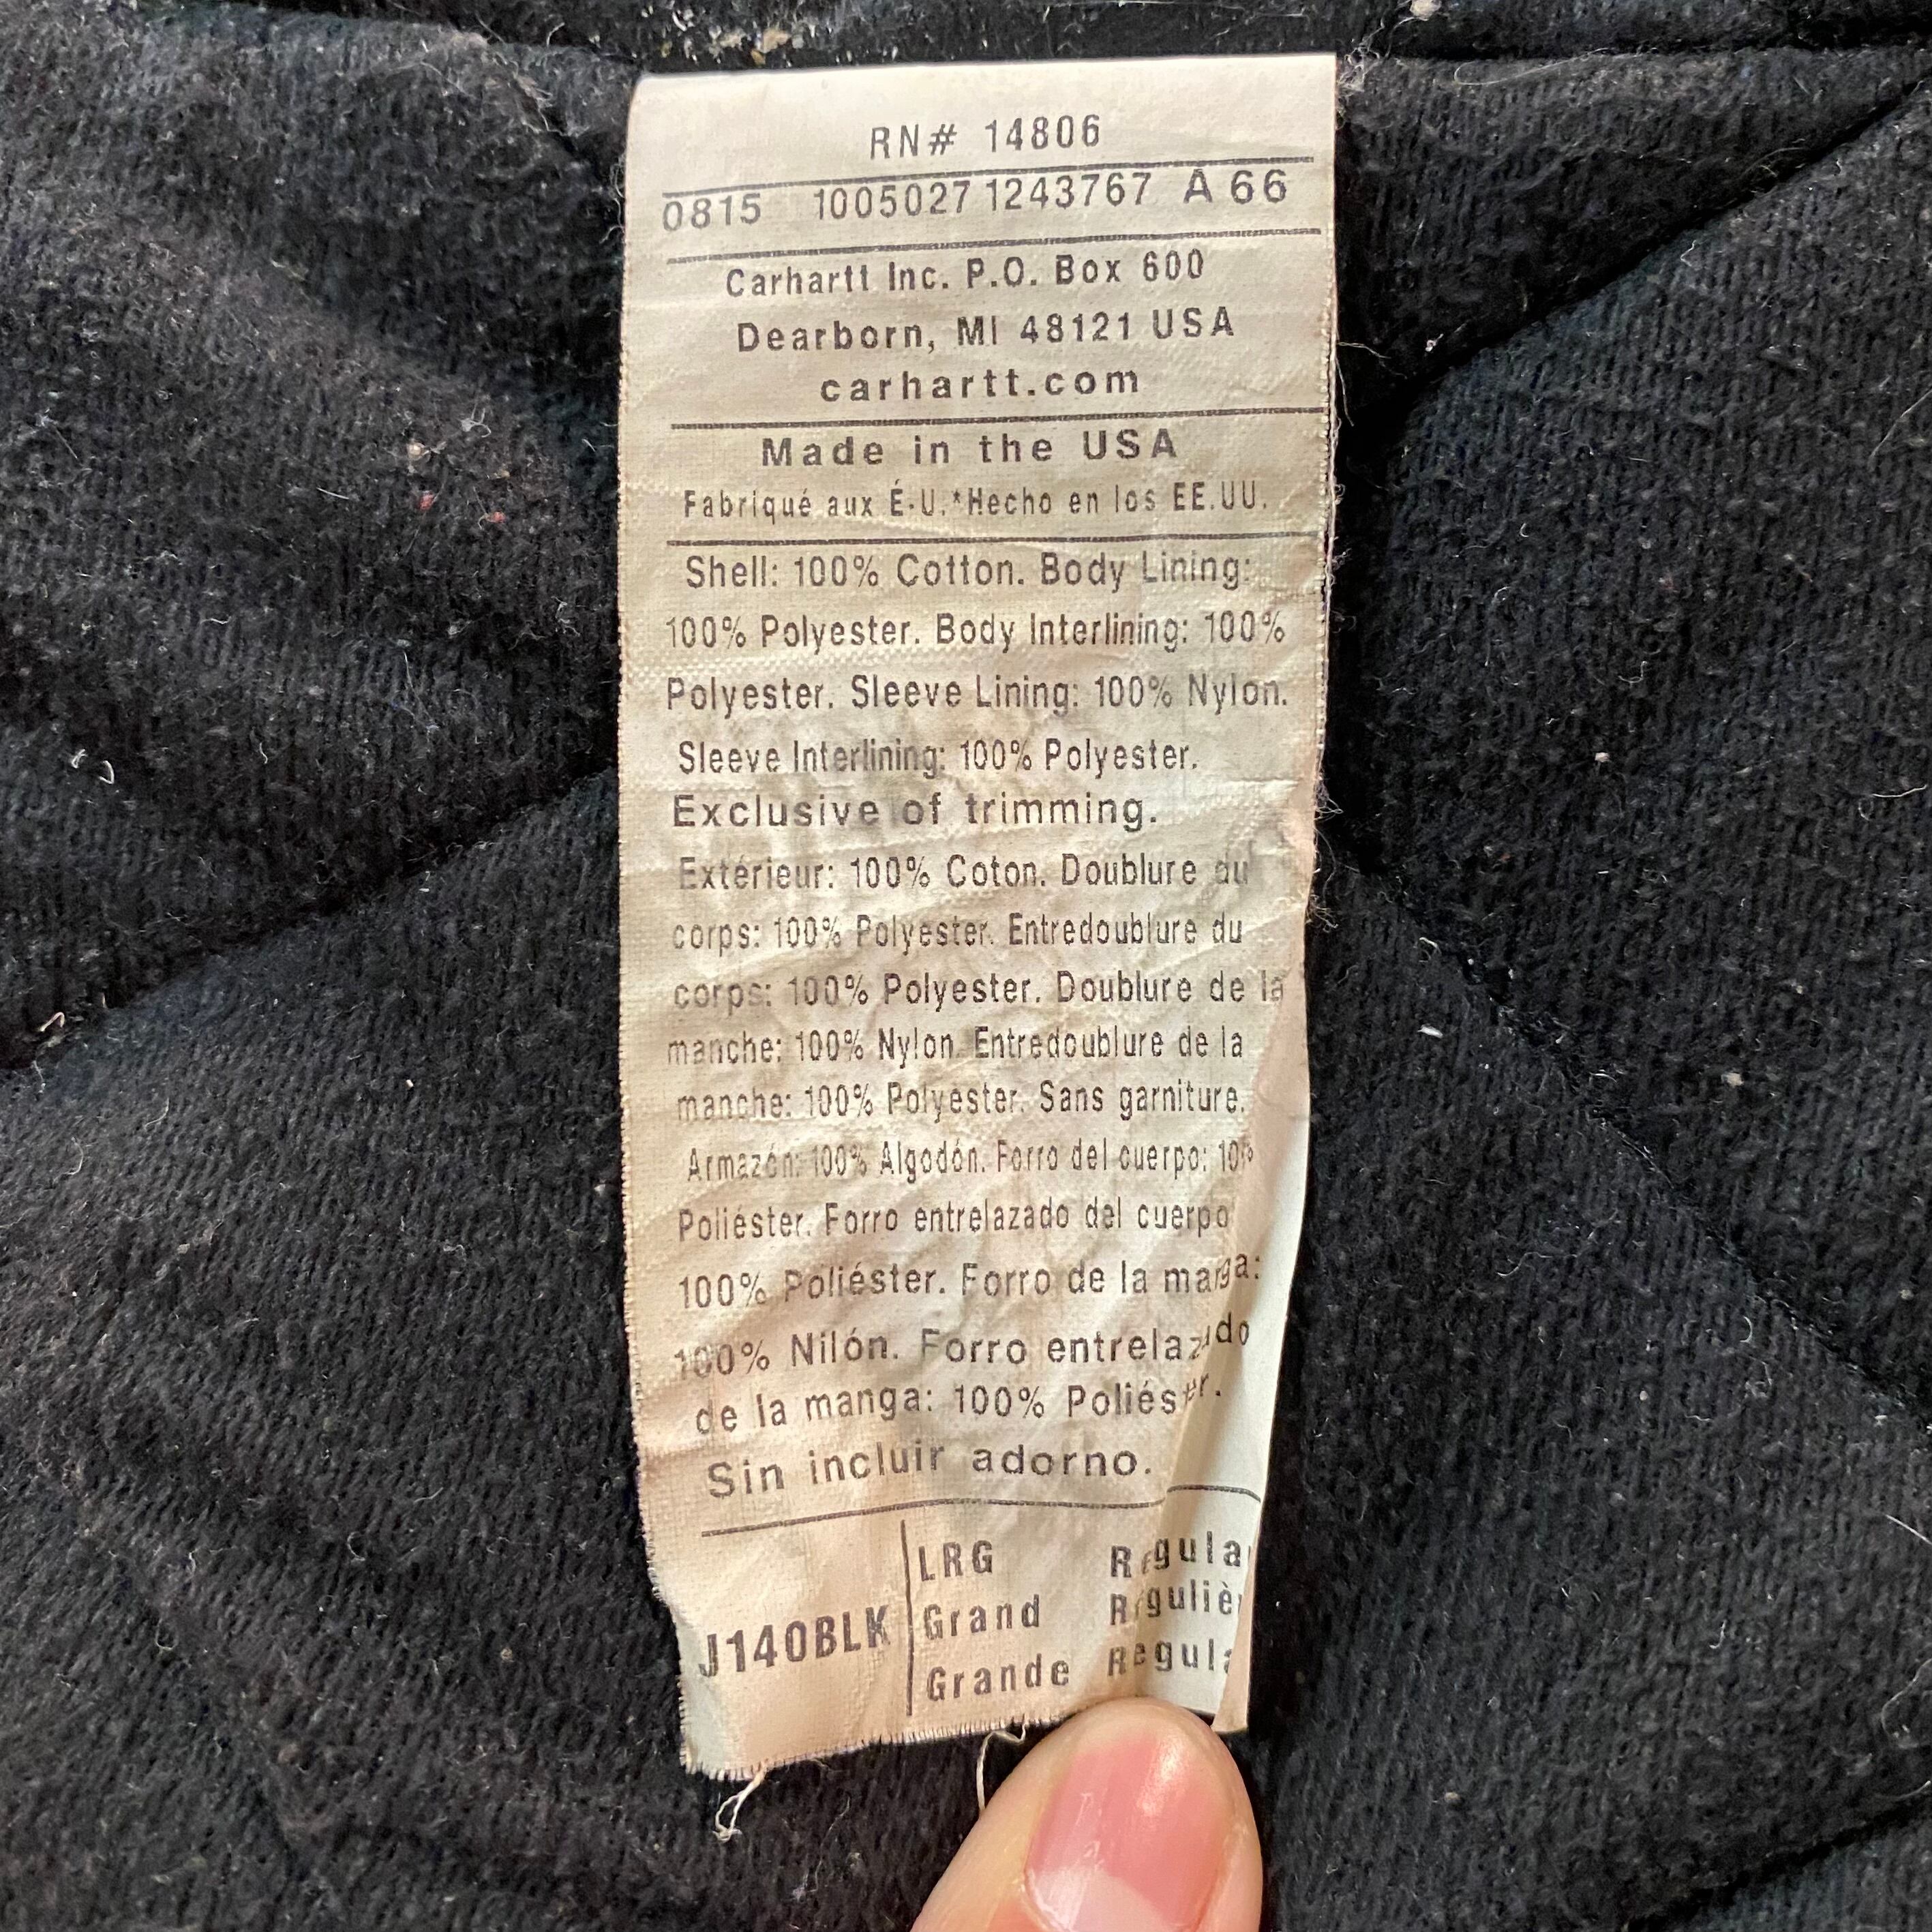 RN# 14806
0815 1005027 1243767 A 66
Carhartt Inc. P.O. Box 600
Dearborn, MI 48121 USA
carhartt.com
Made in the USA
Fabriqué aux É-U.*Hecho en los EE.UU.
Shell: 100% Cotton. Body Lining:
100% Polyester. Body Interlining: 100%
Polyester. Sleeve Lining: 100% Nylon.
Sleeve Interlining: 100% Polyester.
Exclusive of trimming.
Extérieur: 100% Coton. Doublure du
corps: 100% Polyester. Entredoublure du
corps: 100% Polyester. Doublure de la
manche: 100% Nylon. Entredoublure de la
manche: 100% Polyester. Sans garniture.
Armazón: 100% Algodón. Forro del cuerpo:
Poliéster. Forro entrelazado del cuerpo
100% Poliéster. Forro de la manga:
100% Nilón. Forro entrelazado
de la manga: 100% Poliéster.
Sin incluir adorno.
J140BLK
LRG Regular
Grand
Grande Regular